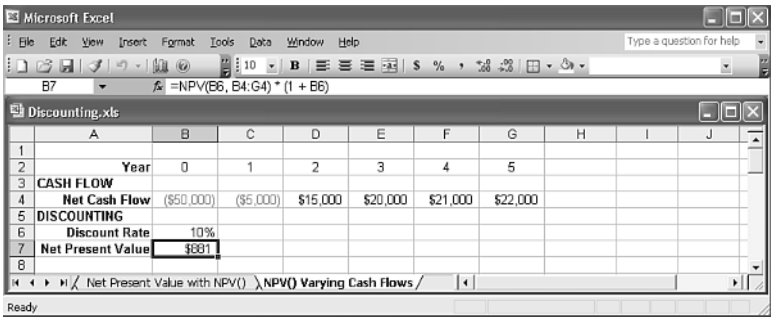 Microsoft Excel
File Edit View Insert Format Tools Data Window Help Type a question for help
10 B $ % ,
B7 fx =NPV(B6, B4:G4) * (1 + B6)
Discounting.xls
A B C D E F G H I J
1
2 Year 0 1 2 3 4 5
3 CASH FLOW
4 Net Cash Flow ($50,000) ($5,000) $15,000 $20,000 $21,000 $22,000
5 DISCOUNTING
6 Discount Rate 10%
7 Net Present Value $881
8
Net Present Value with NPV() NPV() Varying Cash Flows
Ready